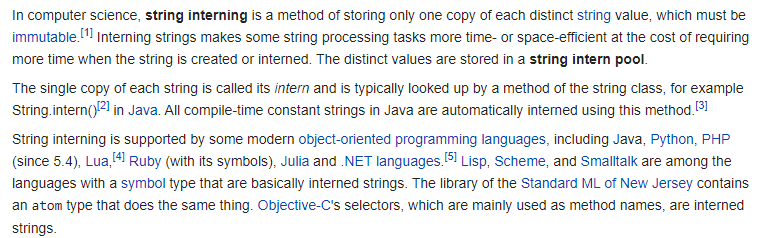 In computer science, string interning is a method of storing only one copy of each distinct string value, which must be
immutable.[1] Interning strings makes some string processing tasks more time- or space-efficient at the cost of requiring
more time when the string is created or interned. The distinct values are stored in a string intern pool.
The single copy of each string is called its intern and is typically looked up by a method of the string class, for example
String.intern()[2] in Java. All compile-time constant strings in Java are automatically interned using this method.[3]
String interning is supported by some modern object-oriented programming languages, including Java, Python, PHP
(since 5.4), Lua,[4] Ruby (with its symbols), Julia and .NET languages.[5] Lisp, Scheme, and Smalltalk are among the
languages with a symbol type that are basically interned strings. The library of the Standard ML of New Jersey contains
an atom type that does the same thing. Objective-C's selectors, which are mainly used as method names, are interned
strings.